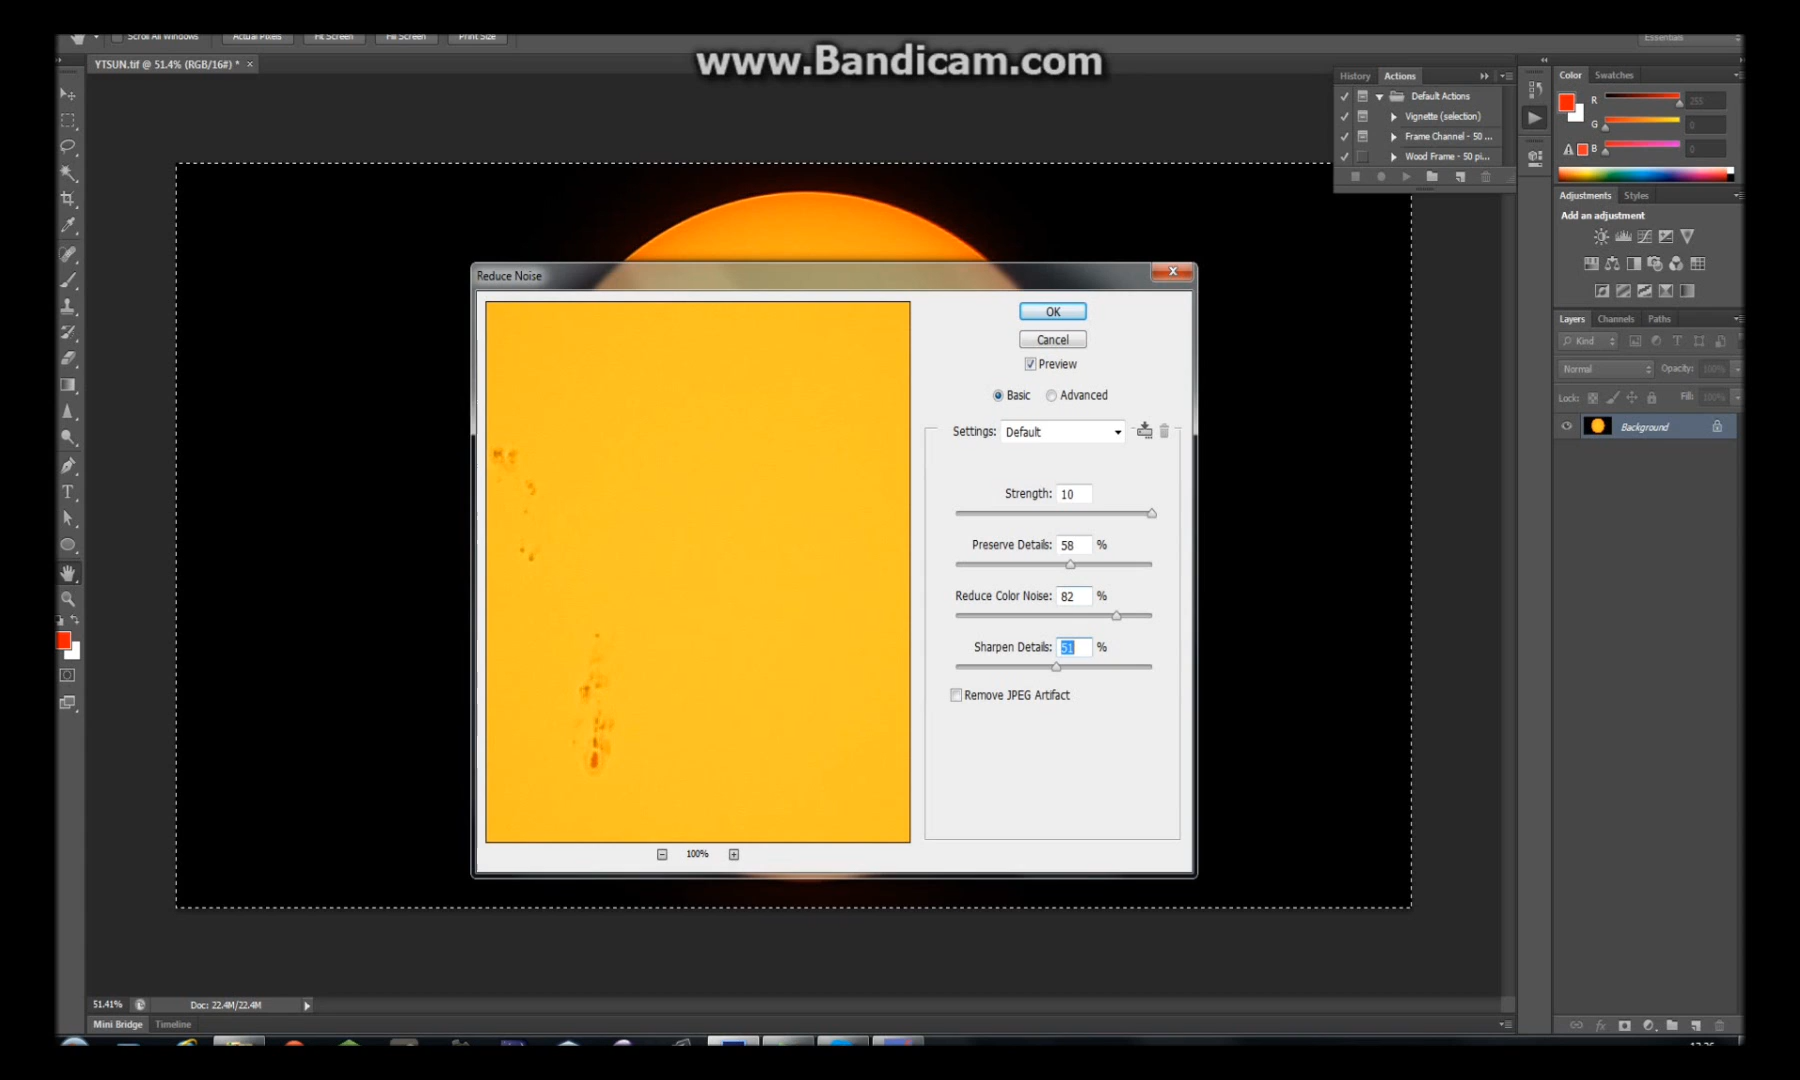 Scroll All Windows
Actual Pixels
Fit Screen
Fill Screen
Print Size
Essentials
www.Bandicam.com
YTSUN.tif @ 51.4% (RGB/16#) *
History
Actions
Default Actions
Vignette (selection)
Frame Channel - 50 ...
Wood Frame - 50 pi...
Color
Swatches
R
255
G
0
B
0
Adjustments
Styles
Add an adjustment
Layers
Channels
Paths
Kind
Normal
Opacity:
100%
Lock:
Fill:
100%
Background
Reduce Noise
OK
Cancel
Preview
Basic
Advanced
Settings:
Default
Strength:
10
Preserve Details:
58
%
Reduce Color Noise:
82
%
Sharpen Details:
51
%
Remove JPEG Artifact
100%
51.41%
Doc: 22.4M/22.4M
Mini Bridge
Timeline